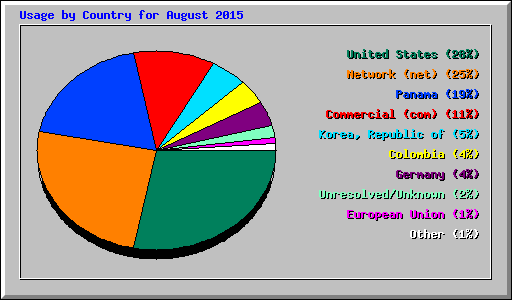 Usage by Country for August 2015
United States (28%)
Network (net) (25%)
Panama (19%)
Commercial (com) (11%)
Korea, Republic of (5%)
Colombia (4%)
Germany (4%)
Unresolved/Unknown (2%)
European Union (1%)
Other (1%)